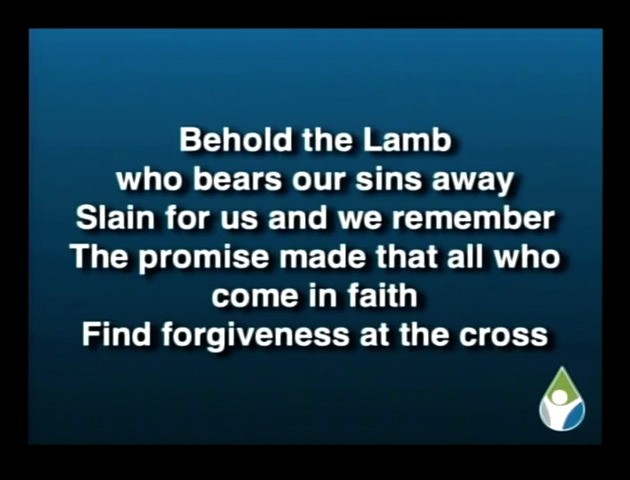 Behold the Lamb
who bears our sins away
Slain for us and we remember
The promise made that all who
come in faith
Find forgiveness at the cross